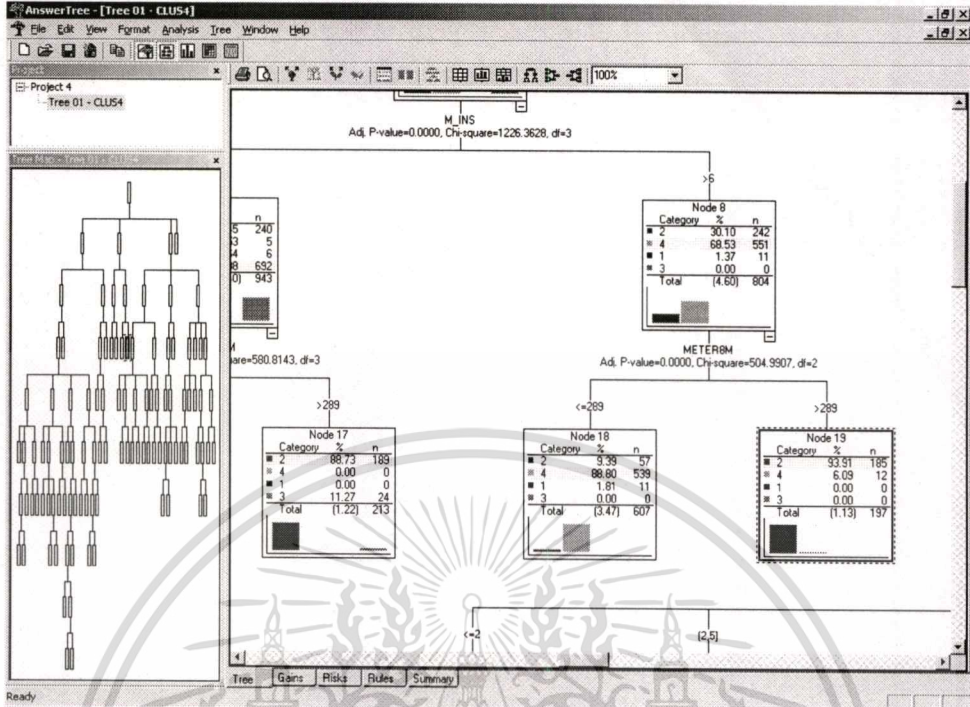 AnswerTree - [Tree 01 - CLUS4]
File Edit View Format Analysis Tree Window Help
100%
Project
Project 4
Tree 01 - CLUS4
Tree Map - Tree 01 - CLUS4
M_INS
Adj. P-value=0.0000, Chi-square=1226.3628, df=3
>6
n
240
5
6
692
943
Node 8
Category % n
2 30.10 242
4 68.53 551
1 1.37 11
3 0.00 0
Total (4.60) 804
METER8M
Adj. P-value=0.0000, Chi-square=504.9907, df=2
M
uare=580.8143, df=3
>289
<=289
>289
Node 17
Category % n
2 88.73 189
4 0.00 0
1 0.00 0
3 11.27 24
Total (1.22) 213
Node 18
Category % n
2 9.39 57
4 88.80 539
1 1.81 11
3 0.00 0
Total (3.47) 607
Node 19
Category % n
2 93.91 185
4 6.09 12
1 0.00 0
3 0.00 0
Total (1.13) 197
<=2
(2,5]
Tree Gains Risks Rules Summary
Ready